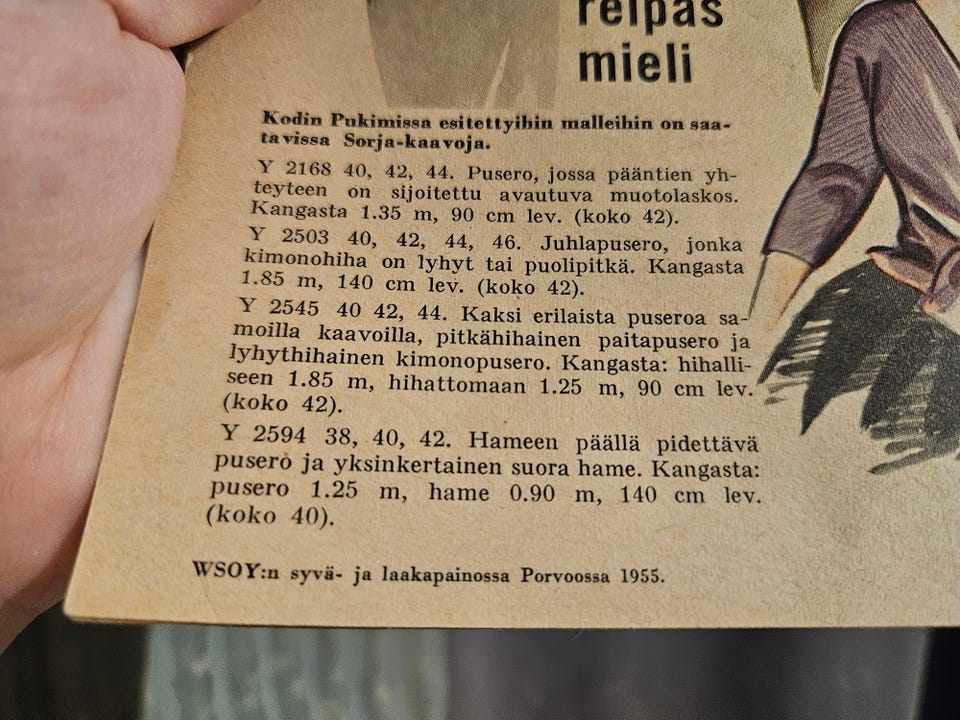 reipas
mieli
Kodin Pukimissa esitettyihin malleihin on saa-
tavissa Sorja-kaavoja.
Y 2168 40, 42, 44. Pusero, jossa pääntien yh-
teyteen on sijoitettu avautuva muotolaskos.
Kangasta 1.35 m, 90 cm lev. (koko 42).
Y 2503 40, 42, 44, 46. Juhlapusero, jonka
kimonohiha on lyhyt tai puolipitkä. Kangasta
1.85 m, 140 cm lev. (koko 42).
Y 2545 40 42, 44. Kaksi erilaista puseroa sa-
moilla kaavoilla, pitkähihainen paitapusero ja
lyhythihainen kimonopusero. Kangasta: hihalli-
seen 1.85 m, hihattomaan 1.25 m, 90 cm lev.
(koko 42).
Y 2594 38, 40, 42. Hameen päällä pidettävä
pusero ja yksinkertainen suora hame. Kangasta:
pusero 1.25 m, hame 0.90 m, 140 cm lev.
(koko 40).
WSOY:n syvä- ja laakapainossa Porvoossa 1955.